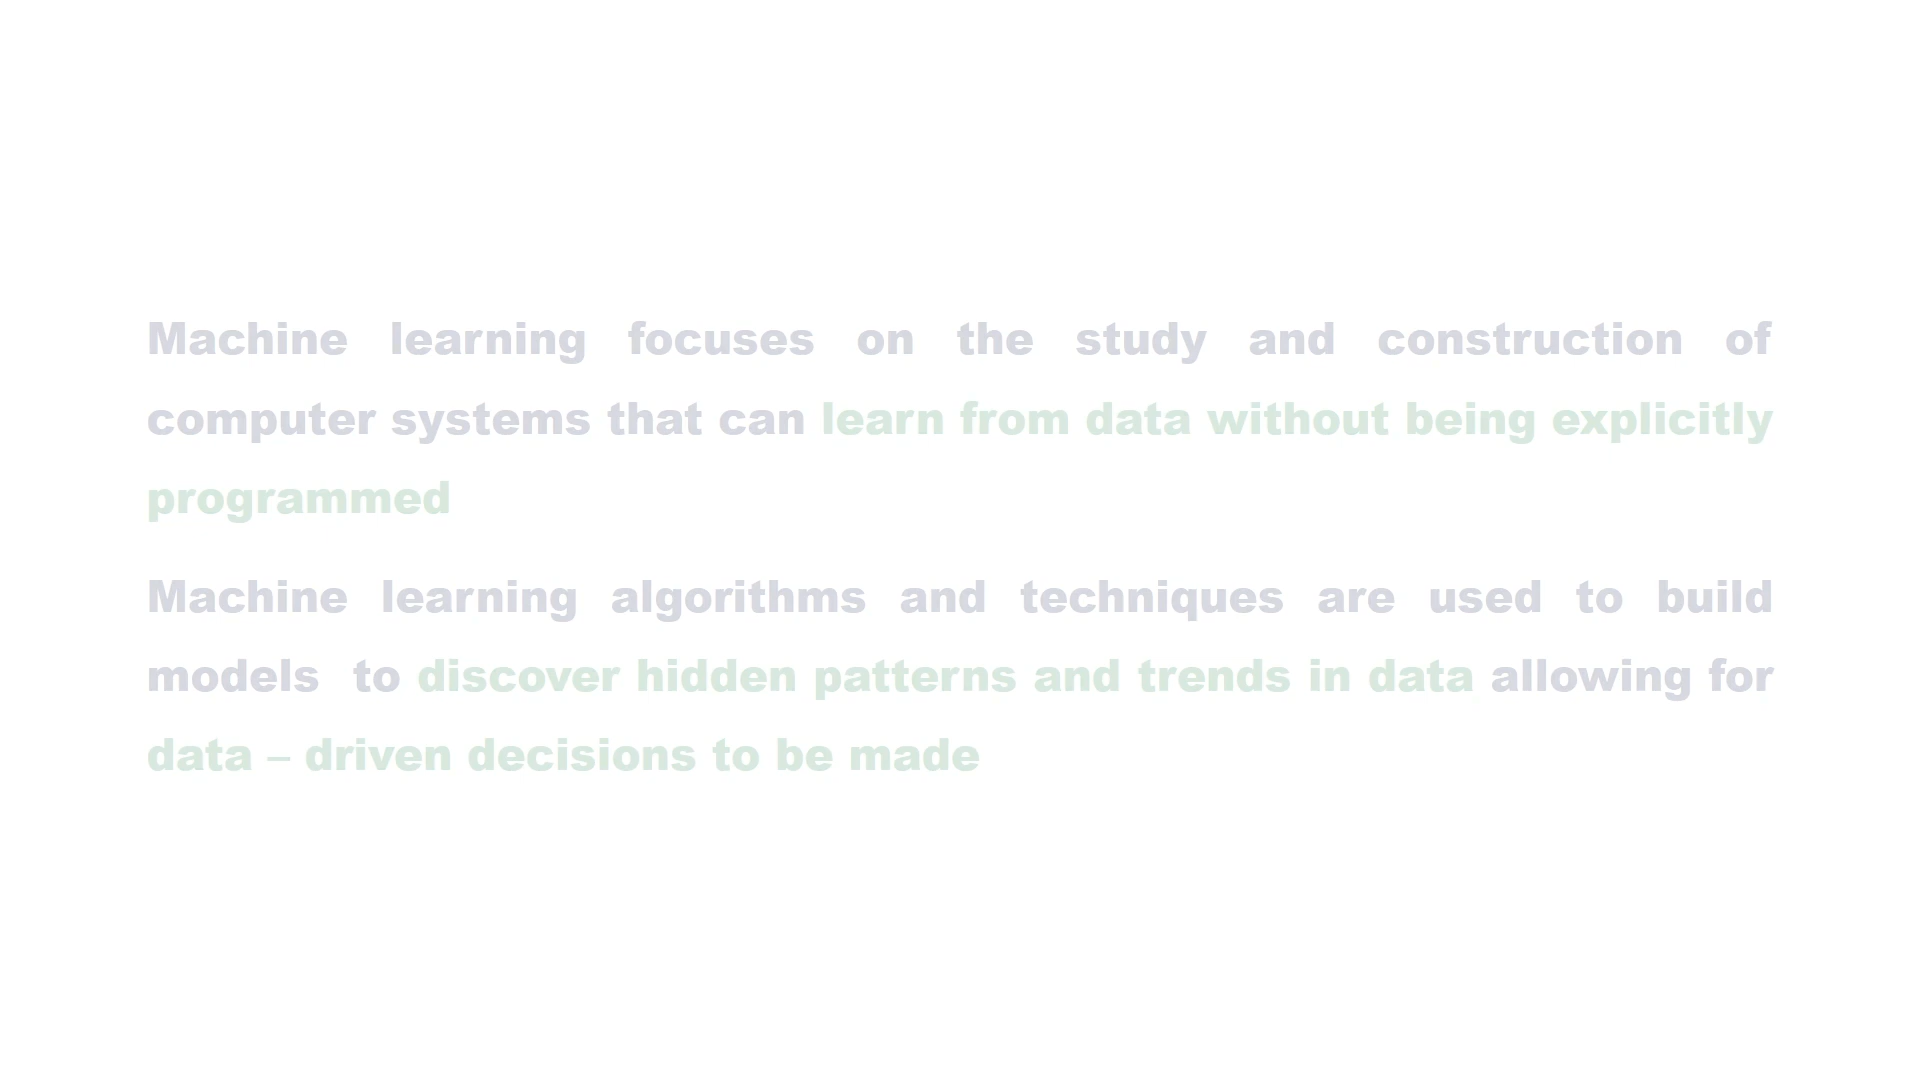 Machine learning focuses on the study and construction of
computer systems that can learn from data without being explicitly
programmed
Machine learning algorithms and techniques are used to build
models  to discover hidden patterns and trends in data allowing for
data – driven decisions to be made